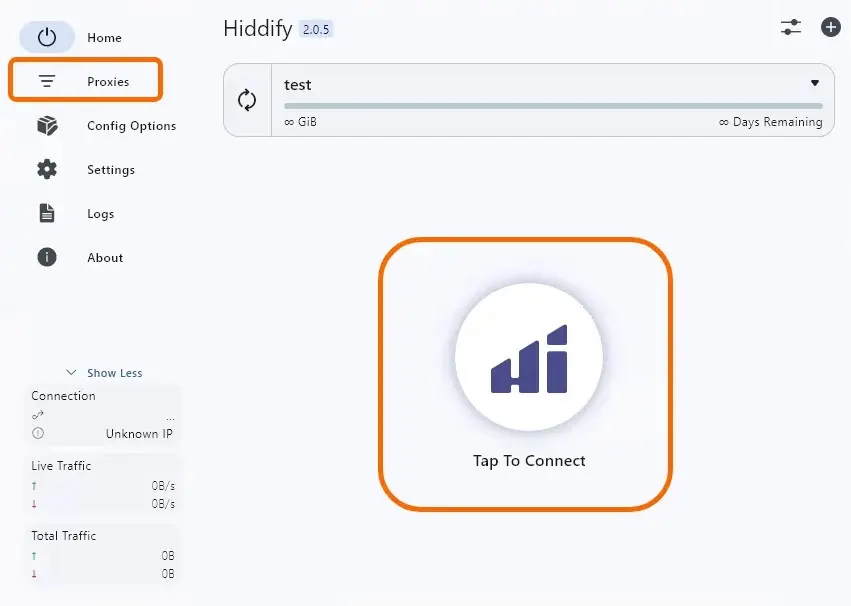 Home
Proxies
Config Options
Settings
Logs
About
Show Less
Connection
...
Unknown IP
Live Traffic
↑ 0B/s
↓ 0B/s
Total Traffic
↑ 0B
↓ 0B
Hiddify 2.0.5
test
∞ GiB ∞ Days Remaining
Hi
Tap To Connect